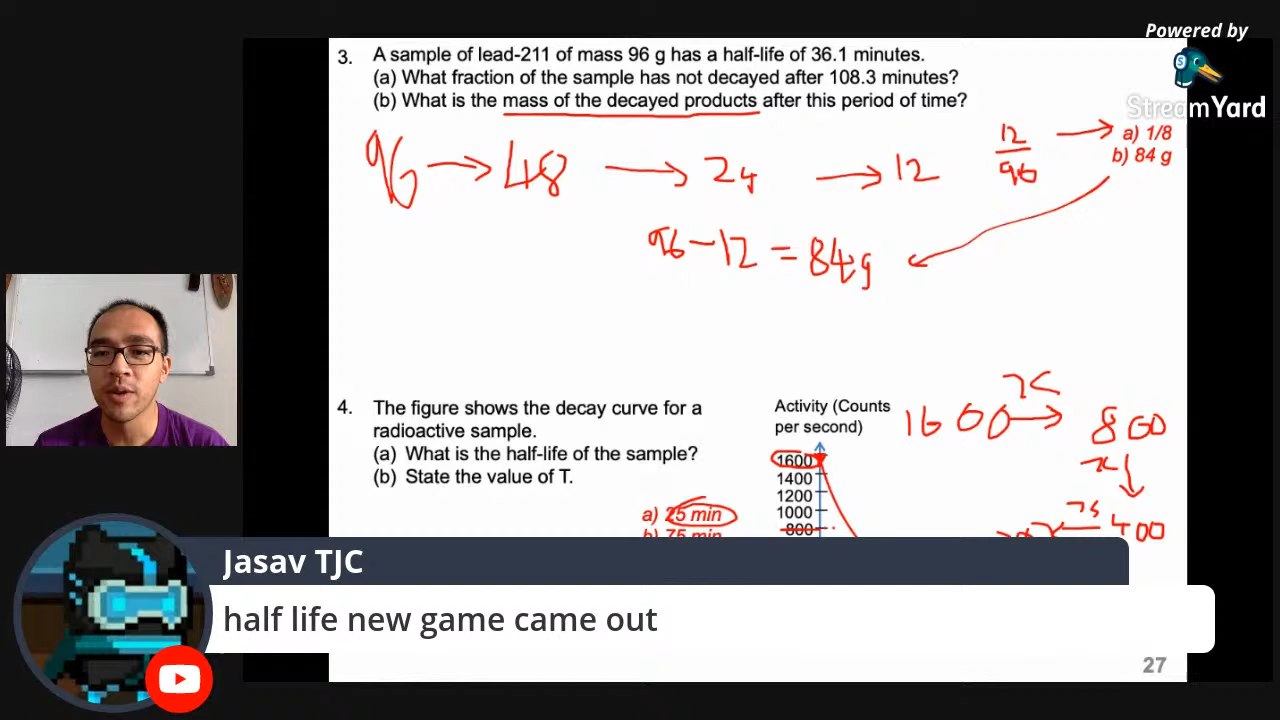 Powered by
StreamYard
3. A sample of lead-211 of mass 96 g has a half-life of 36.1 minutes.
(a) What fraction of the sample has not decayed after 108.3 minutes?
(b) What is the mass of the decayed products after this period of time?
96 → 48 → 24 → 12
12
96
a) 1/8
b) 84 g
96 - 12 = 84g
4. The figure shows the decay curve for a
radioactive sample.
(a) What is the half-life of the sample?
(b) State the value of T.
a) 25 min
b) 75 min
Activity (Counts
per second)
1600
1400
1200
1000
800
1600 → 800
400
Jasav TJC
half life new game came out
27